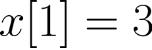 x[1] = 3